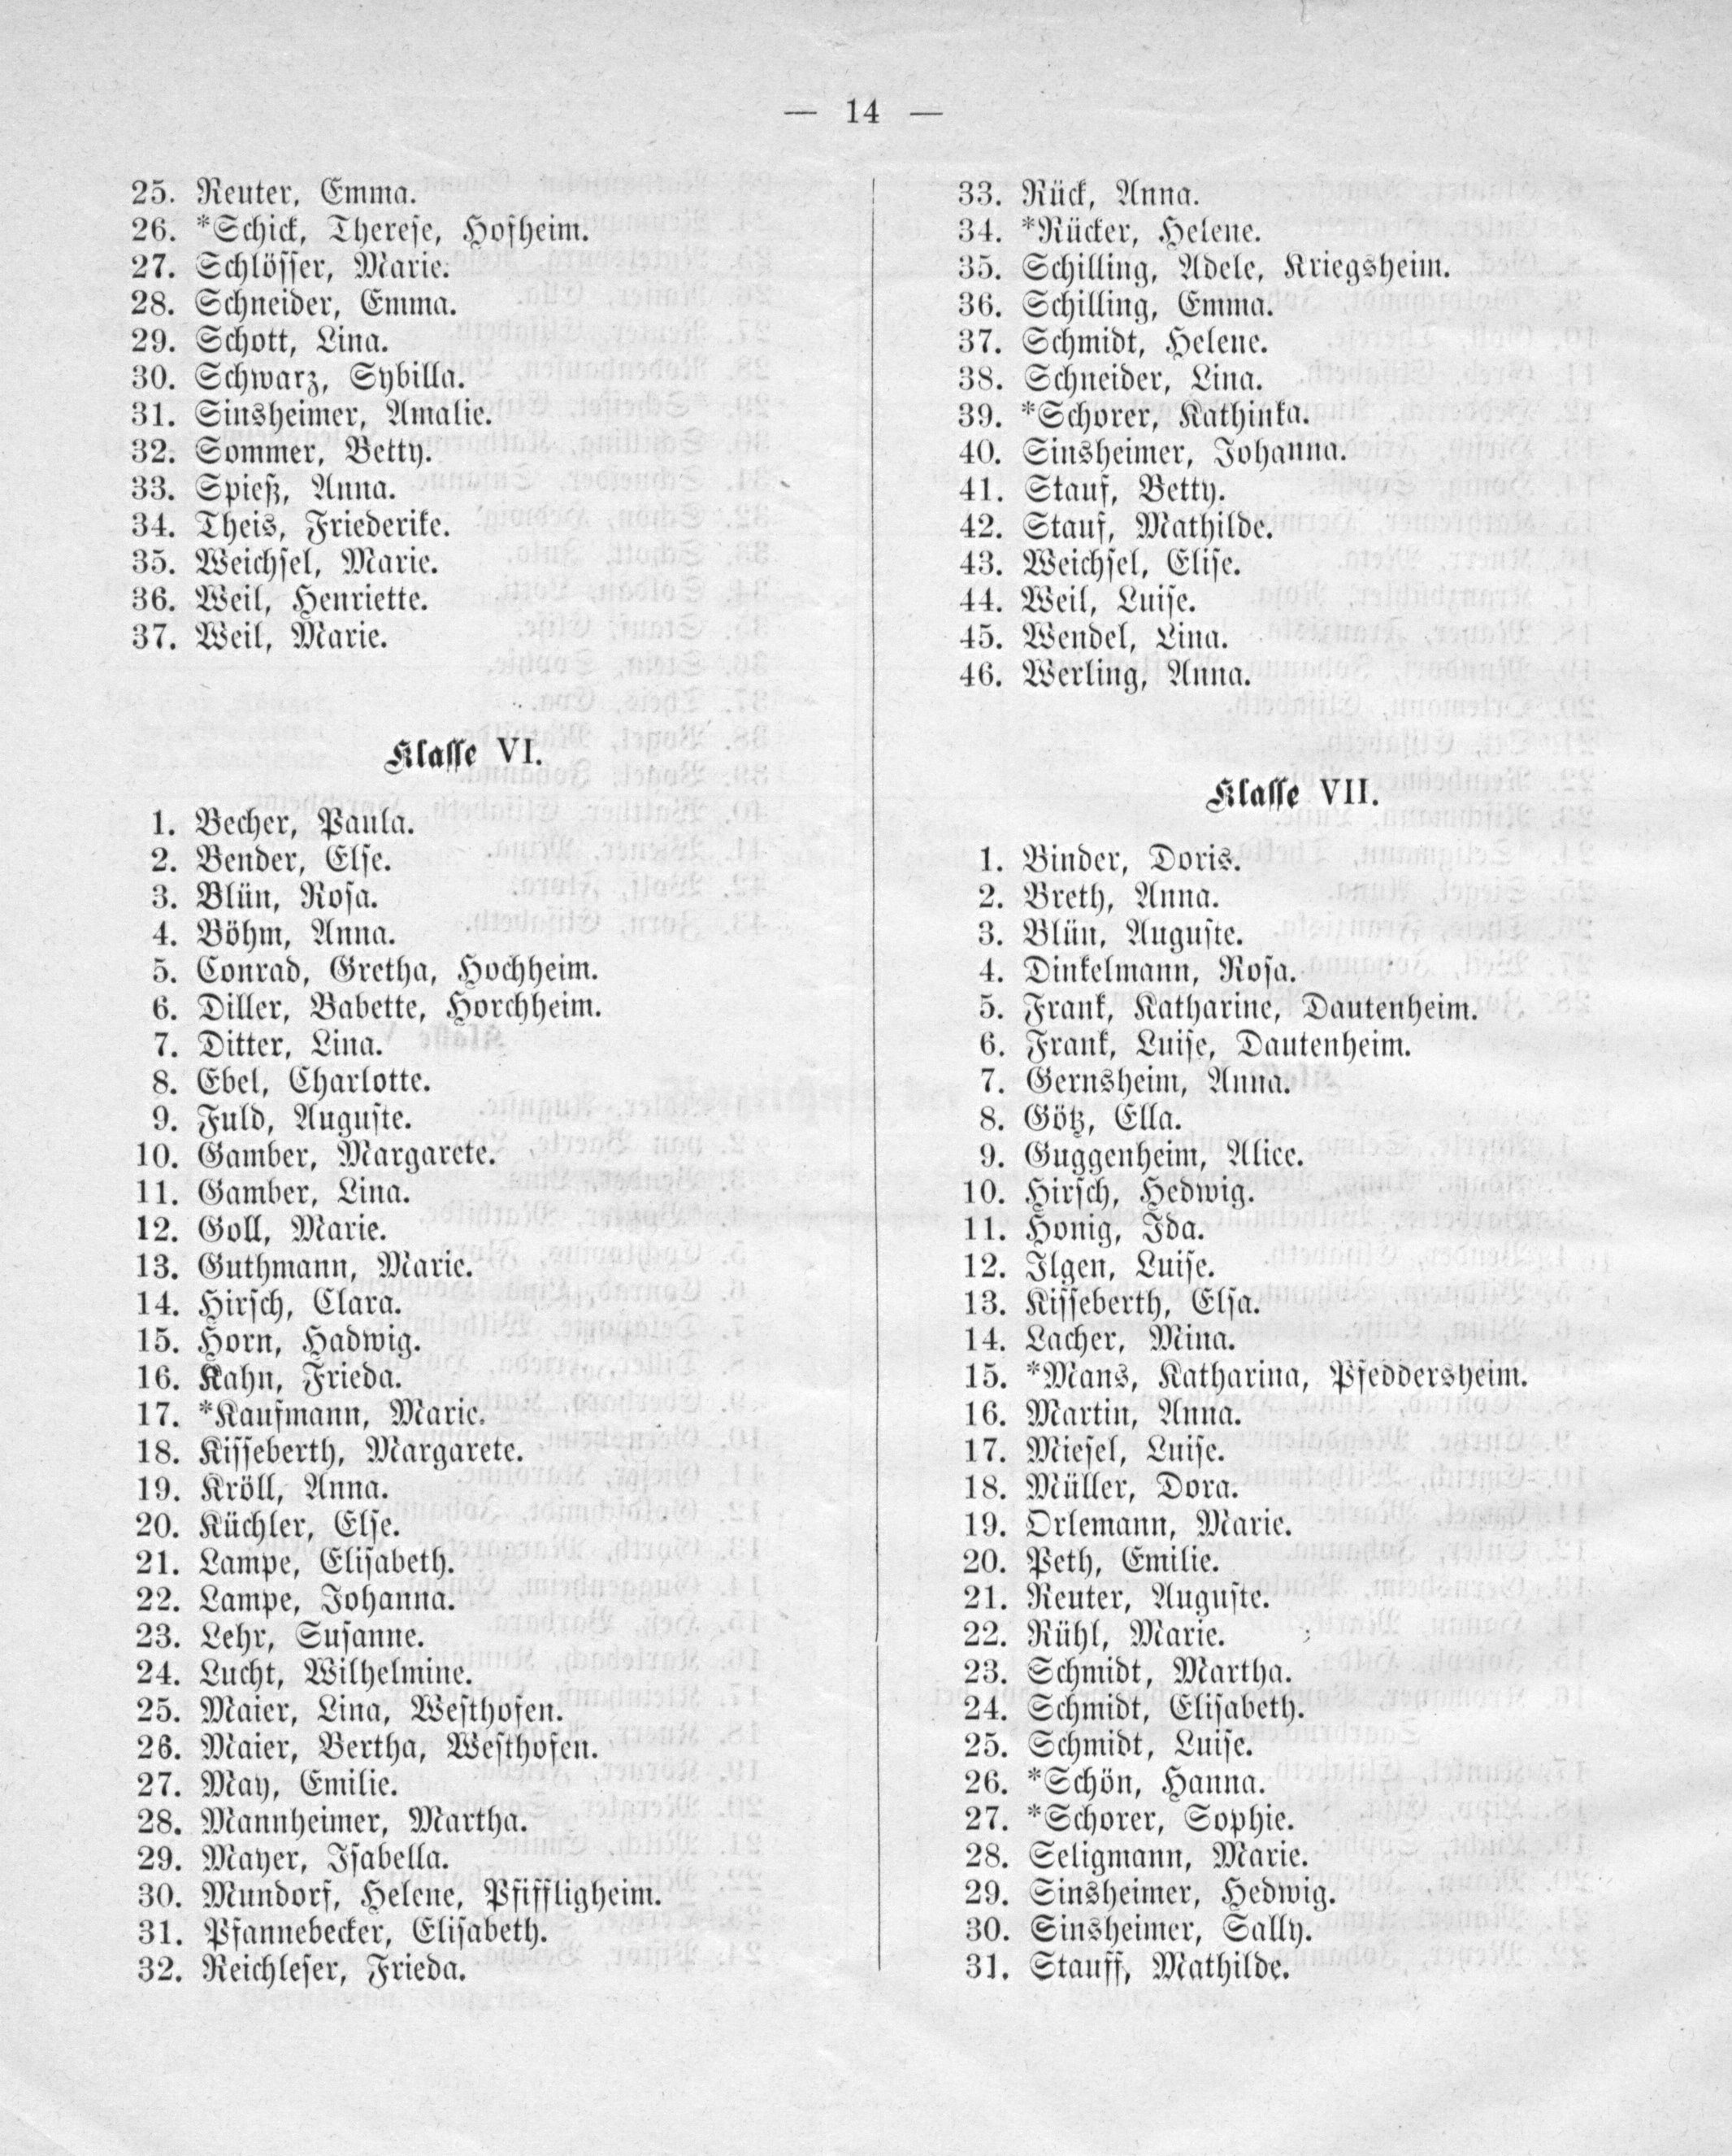 — 14 —
25. Reuter, Emma.
26. *Schick, Therese, Hofheim.
27. Schlösser, Marie.
28. Schneider, Emma.
29. Schott, Lina.
30. Schwarz, Sybilla.
31. Sinsheimer, Amalie.
32. Sommer, Betty.
33. Spieß, Anna.
34. Theis, Friederike.
35. Weichsel, Marie.
36. Weil, Henriette.
37. Weil, Marie.
Klasse VI.
1. Becher, Paula.
2. Bender, Else.
3. Blün, Rosa.
4. Böhm, Anna.
5. Conrad, Gretha, Hochheim.
6. Diller, Babette, Horchheim.
7. Ditter, Lina.
8. Ebel, Charlotte.
9. Fuld, Auguste.
10. Gamber, Margarete.
11. Gamber, Lina.
12. Goll, Marie.
13. Guthmann, Marie.
14. Hirsch, Clara.
15. Horn, Hadwig.
16. Kahn, Frieda.
17. *Kaufmann, Marie.
18. Kisseberth, Margarete.
19. Kröll, Anna.
20. Küchler, Else.
21. Lampe, Elisabeth.
22. Lampe, Johanna.
23. Lehr, Susanne.
24. Lucht, Wilhelmine.
25. Maier, Lina, Westhofen.
26. Maier, Bertha, Westhofen.
27. May, Emilie.
28. Mannheimer, Martha.
29. Mayer, Isabella.
30. Mundorf, Helene, Pfiffligheim.
31. Pfannebecker, Elisabeth.
32. Reichleser, Frieda.
33. Rück, Anna.
34. *Rücker, Helene.
35. Schilling, Adele, Kriegsheim.
36. Schilling, Emma.
37. Schmidt, Helene.
38. Schneider, Lina.
39. *Schorer, Kathinka.
40. Sinsheimer, Johanna.
41. Stauf, Betty.
42. Stauf, Mathilde.
43. Weichsel, Elise.
44. Weil, Luise.
45. Wendel, Lina.
46. Werling, Anna.
Klasse VII.
1. Binder, Doris.
2. Breth, Anna.
3. Blün, Auguste.
4. Dinkelmann, Rosa.
5. Frank, Katharine, Dautenheim.
6. Frank, Luise, Dautenheim.
7. Gernsheim, Anna.
8. Götz, Ella.
9. Guggenheim, Alice.
10. Hirsch, Hedwig.
11. Honig, Ida.
12. Ilgen, Luise.
13. Kisseberth, Elsa.
14. Lacher, Mina.
15. *Mans, Katharina, Pfeddersheim.
16. Martin, Anna.
17. Miesel, Luise.
18. Müller, Dora.
19. Orlemann, Marie.
20. Peth, Emilie.
21. Reuter, Auguste.
22. Rühl, Marie.
23. Schmidt, Martha.
24. Schmidt, Elisabeth.
25. Schmidt, Luise.
26. *Schön, Hanna.
27. *Schorer, Sophie.
28. Seligmann, Marie.
29. Sinsheimer, Hedwig.
30. Sinsheimer, Sally.
31. Stauff, Mathilde.